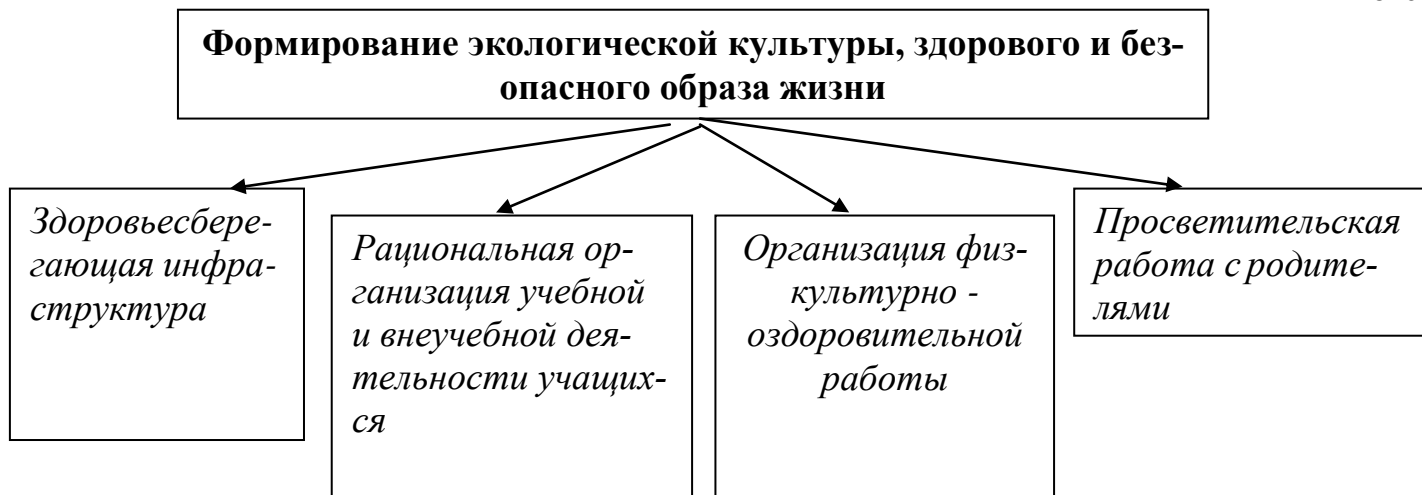 Формирование экологической культуры, здорового и без-
опасного образа жизни
Здоровьесбере-
гающая инфра-
структура
Рациональная ор-
ганизация учебной
и внеучебной дея-
тельности учащих-
ся
Организация физ-
культурно -
оздоровительной
работы
Просветительская
работа с родите-
лями